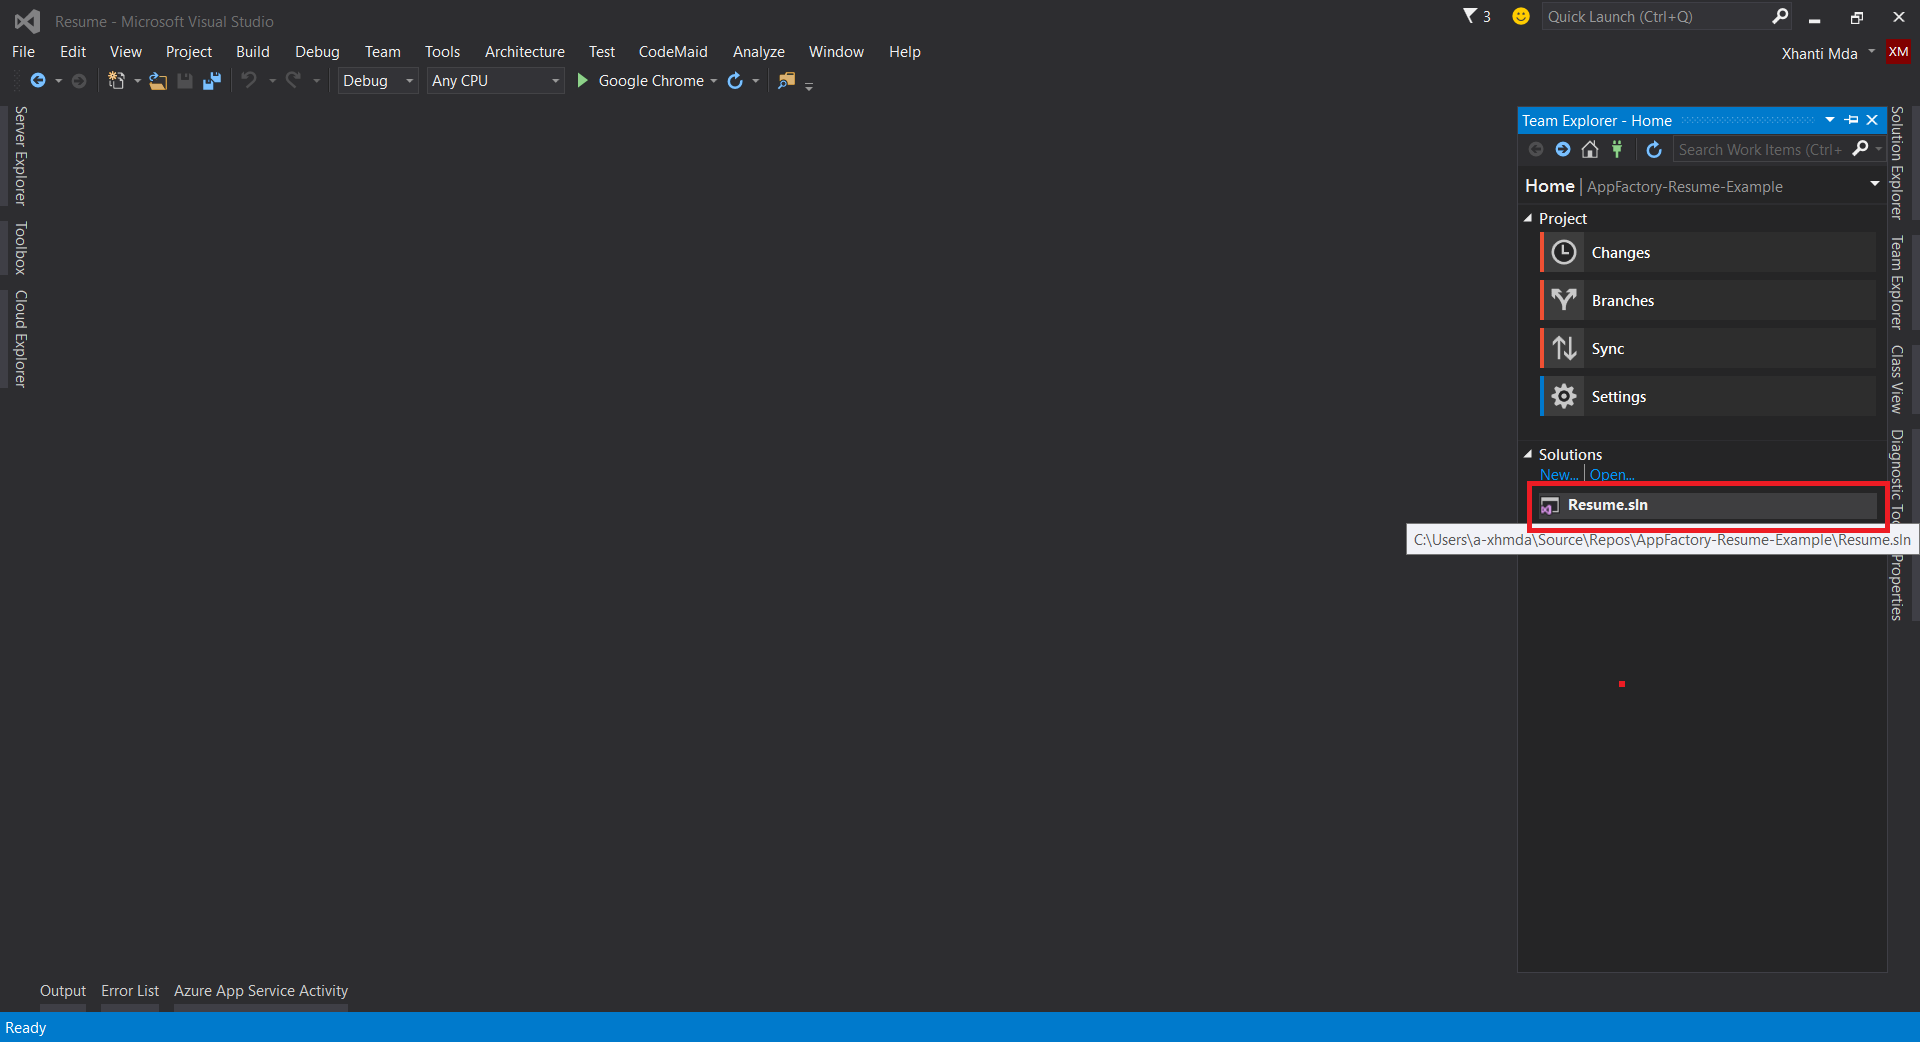 Resume - Microsoft Visual Studio
3
Quick Launch (Ctrl+Q)
File Edit View Project Build Debug Team Tools Architecture Test CodeMaid Analyze Window Help
Xhanti Mda XM
Debug Any CPU Google Chrome
Server Explorer
Toolbox
Cloud Explorer
Team Explorer - Home
Search Work Items (Ctrl+
Home | AppFactory-Resume-Example
Project
Changes
Branches
Sync
Settings
Solutions
New... | Open...
Resume.sln
C:\Users\a-xhmda\Source\Repos\AppFactory-Resume-Example\Resume.sln
Solution Explorer
Team Explorer
Class View
Diagnostic
Properties
Output Error List Azure App Service Activity
Ready